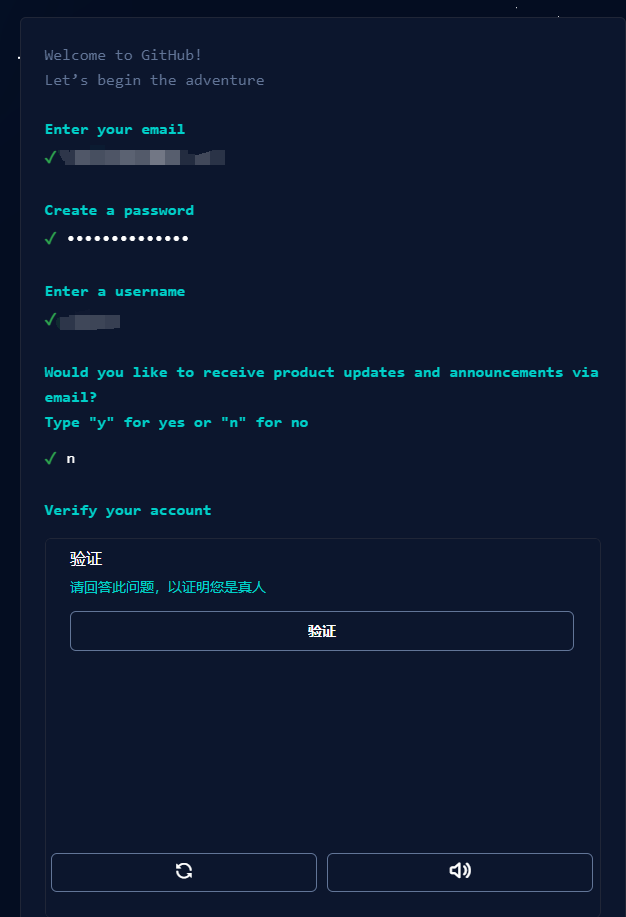 Welcome to GitHub!
Let’s begin the adventure
Enter your email
Create a password
••••••••••••••
Enter a username
Would you like to receive product updates and announcements via
email?
Type "y" for yes or "n" for no
n
Verify your account
验证
请回答此问题，以证明您是真人
验证